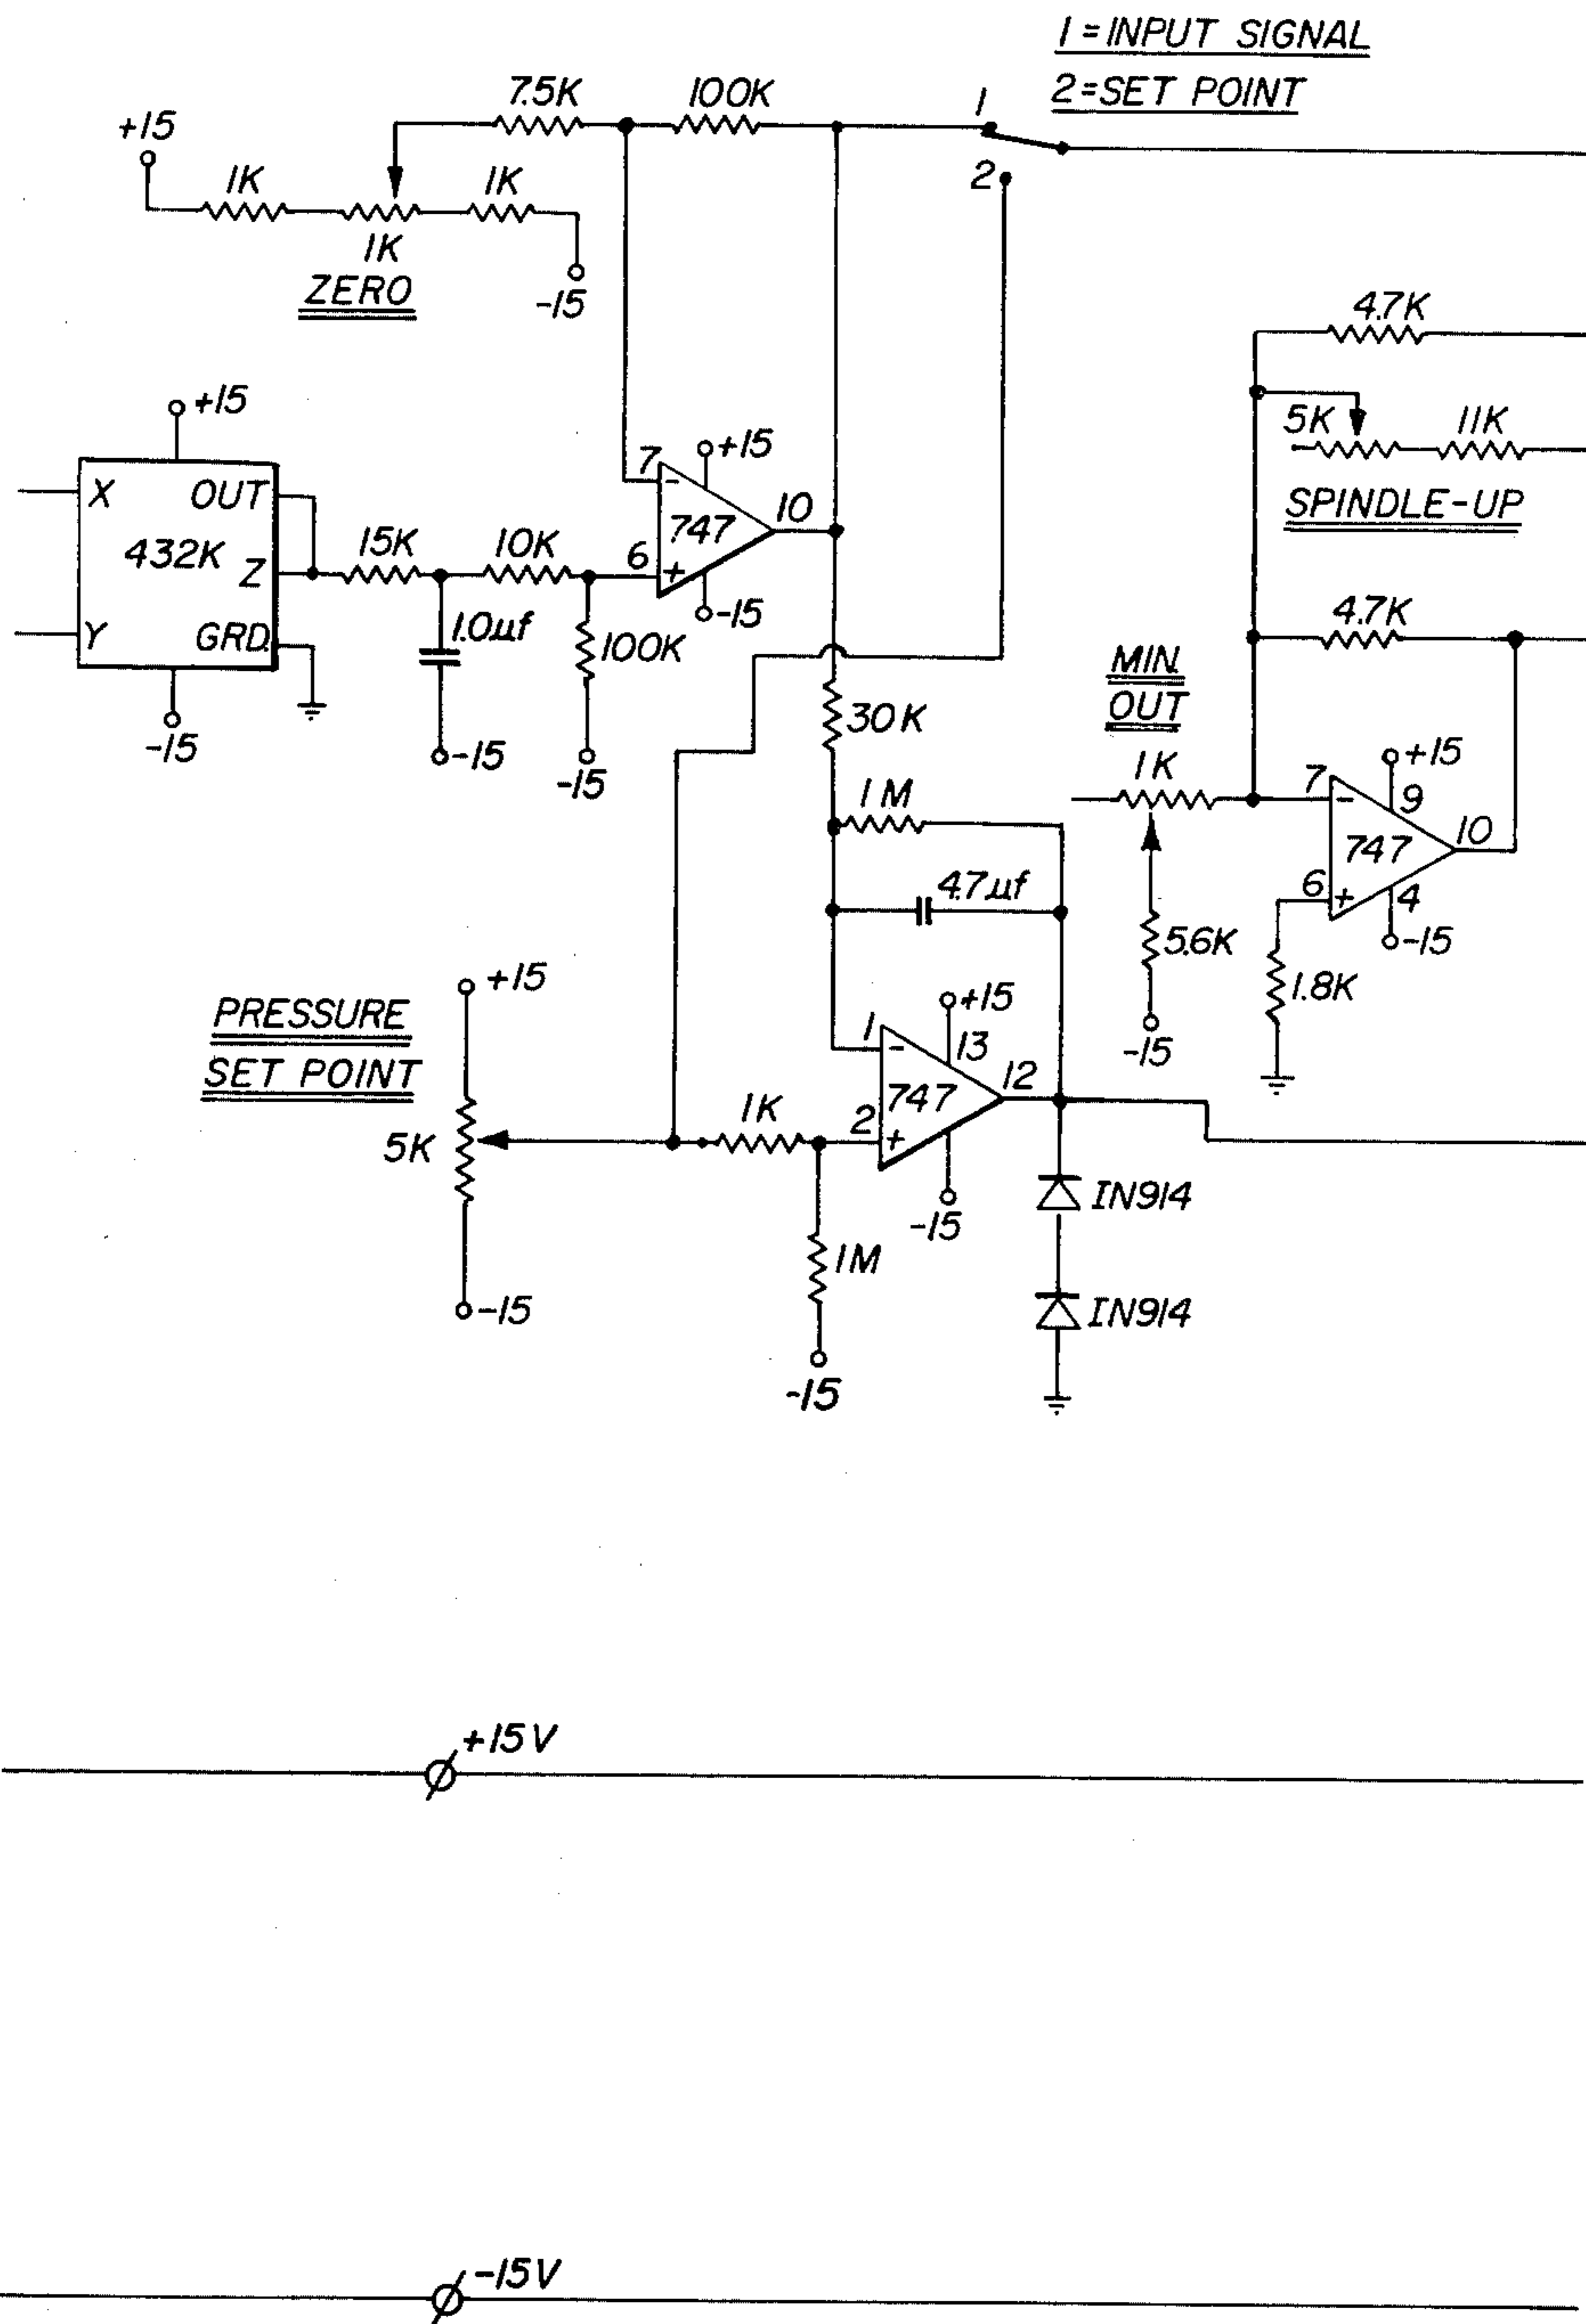 1 = INPUT SIGNAL
2 = SET POINT
7.5K
100K
1
2
+15
1K
1K
1K
ZERO
-15
4.7K
5K
11K
SPINDLE-UP
+15
X
OUT
432K
Z
Y
GRD.
-15
15K
10K
1.0µf
-15
100K
-15
7
-
+15
747
10
6
+
-15
30K
1M
4.7µf
MIN.
OUT
1K
5.6K
-15
4.7K
7
-
+15
9
747
10
6
+
4
-15
1.8K
PRESSURE
SET POINT
+15
5K
-15
1K
1M
-15
1
-
+15
13
747
12
2
+
-15
IN914
IN914
+15V
-15V